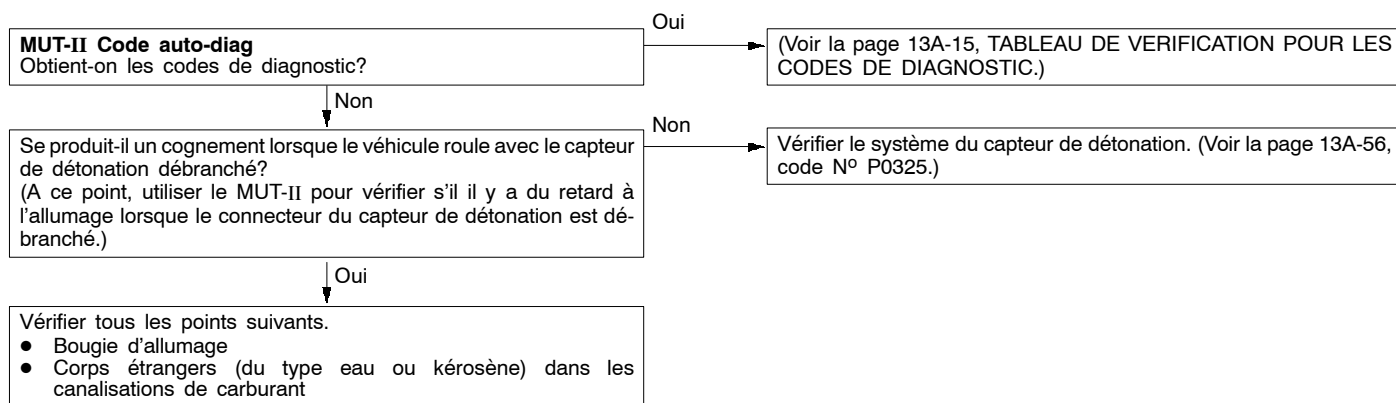 Oui
MUT-II Code auto-diag
Obtient-on les codes de diagnostic?
(Voir la page 13A-15, TABLEAU DE VERIFICATION POUR LES
CODES DE DIAGNOSTIC.)
Non
Non
Se produit-il un cognement lorsque le véhicule roule avec le capteur
de détonation débranché?
(A ce point, utiliser le MUT-II pour vérifier s'il il y a du retard à
l'allumage lorsque le connecteur du capteur de détonation est dé-
branché.)
Vérifier le système du capteur de détonation. (Voir la page 13A-56,
code Nº P0325.)
Oui
Vérifier tous les points suivants.
● Bougie d'allumage
● Corps étrangers (du type eau ou kérosène) dans les
canalisations de carburant